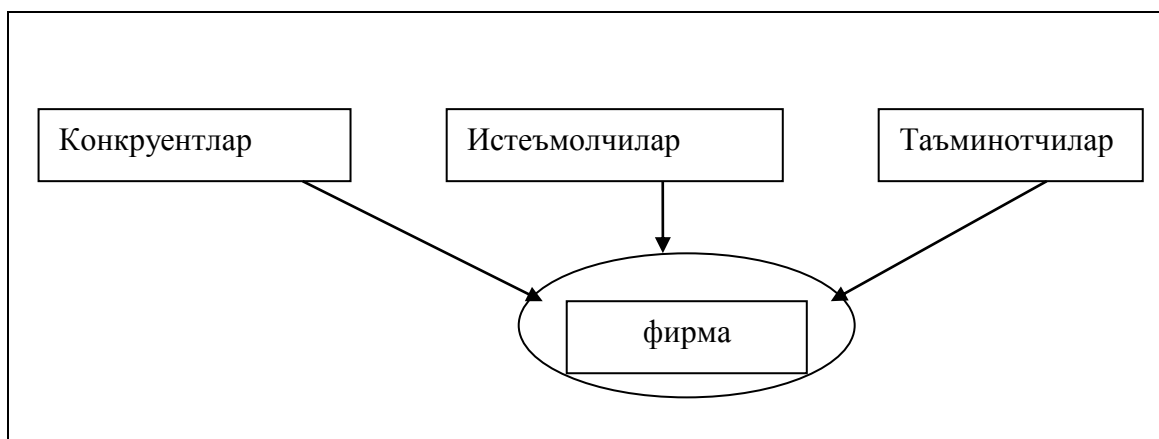 Конкруентлар
Истеъмолчилар
Таъминотчилар
фирма